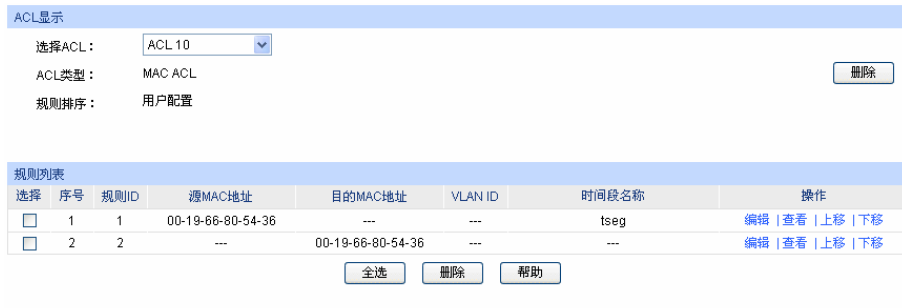 ACL显示
选择ACL： ACL 10
ACL类型： MAC ACL 删除
规则排序： 用户配置
规则列表
选择 序号 规则ID 源MAC地址 目的MAC地址 VLAN ID 时间段名称 操作
1 1 00-19-66-80-54-36 --- --- tseg 编辑 | 查看 | 上移 | 下移
2 2 --- 00-19-66-80-54-36 --- --- 编辑 | 查看 | 上移 | 下移
全选 删除 帮助